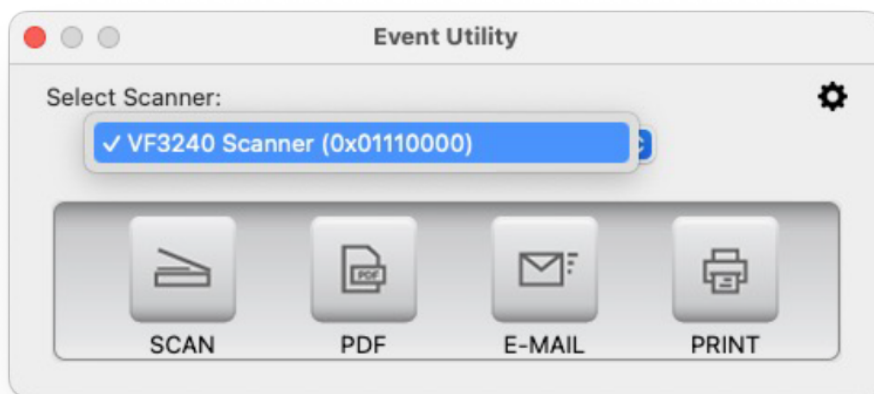 Event Utility
Select Scanner:
✓ VF3240 Scanner (0x01110000)
PDF
SCAN PDF E-MAIL PRINT